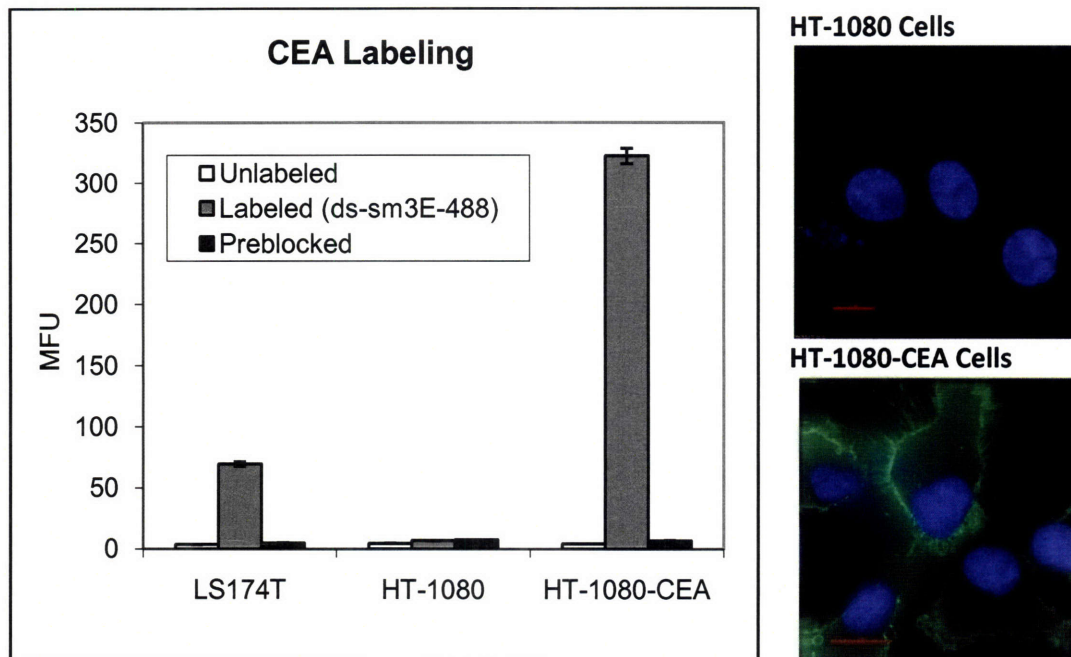 CEA Labeling
350
300
250
200
150
100
50
0
MFU
Unlabeled
Labeled (ds-sm3E-488)
Preblocked
LS174T
HT-1080
HT-1080-CEA
HT-1080 Cells
HT-1080-CEA Cells